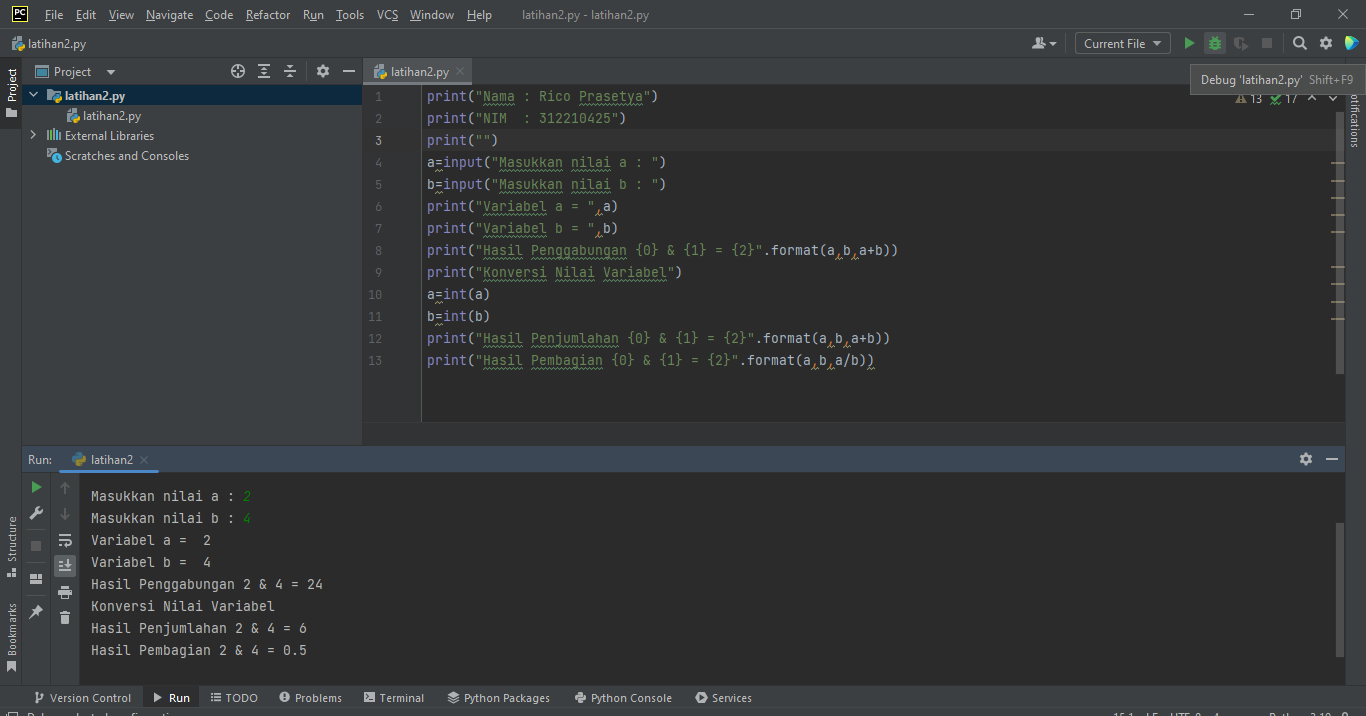 PC File Edit View Navigate Code Refactor Run Tools VCS Window Help latihan2.py - latihan2.py
latihan2.py Current File
Project latihan2.py
Debug 'latihan2.py' Shift+F9
13 17
Project
latihan2.py
latihan2.py
External Libraries
Scratches and Consoles
1 print("Nama : Rico Prasetya")
2 print("NIM  : 312210425")
3 print("")
4 a=input("Masukkan nilai a : ")
5 b=input("Masukkan nilai b : ")
6 print("Variabel a = ",a)
7 print("Variabel b = ",b)
8 print("Hasil Penggabungan {0} & {1} = {2}".format(a,b,a+b))
9 print("Konversi Nilai Variabel")
10 a=int(a)
11 b=int(b)
12 print("Hasil Penjumlahan {0} & {1} = {2}".format(a,b,a+b))
13 print("Hasil Pembagian {0} & {1} = {2}".format(a,b,a/b))
Run: latihan2
Masukkan nilai a : 2
Masukkan nilai b : 4
Variabel a =  2
Variabel b =  4
Hasil Penggabungan 2 & 4 = 24
Konversi Nilai Variabel
Hasil Penjumlahan 2 & 4 = 6
Hasil Pembagian 2 & 4 = 0.5
Structure
Bookmarks
Version Control Run TODO Problems Terminal Python Packages Python Console Services